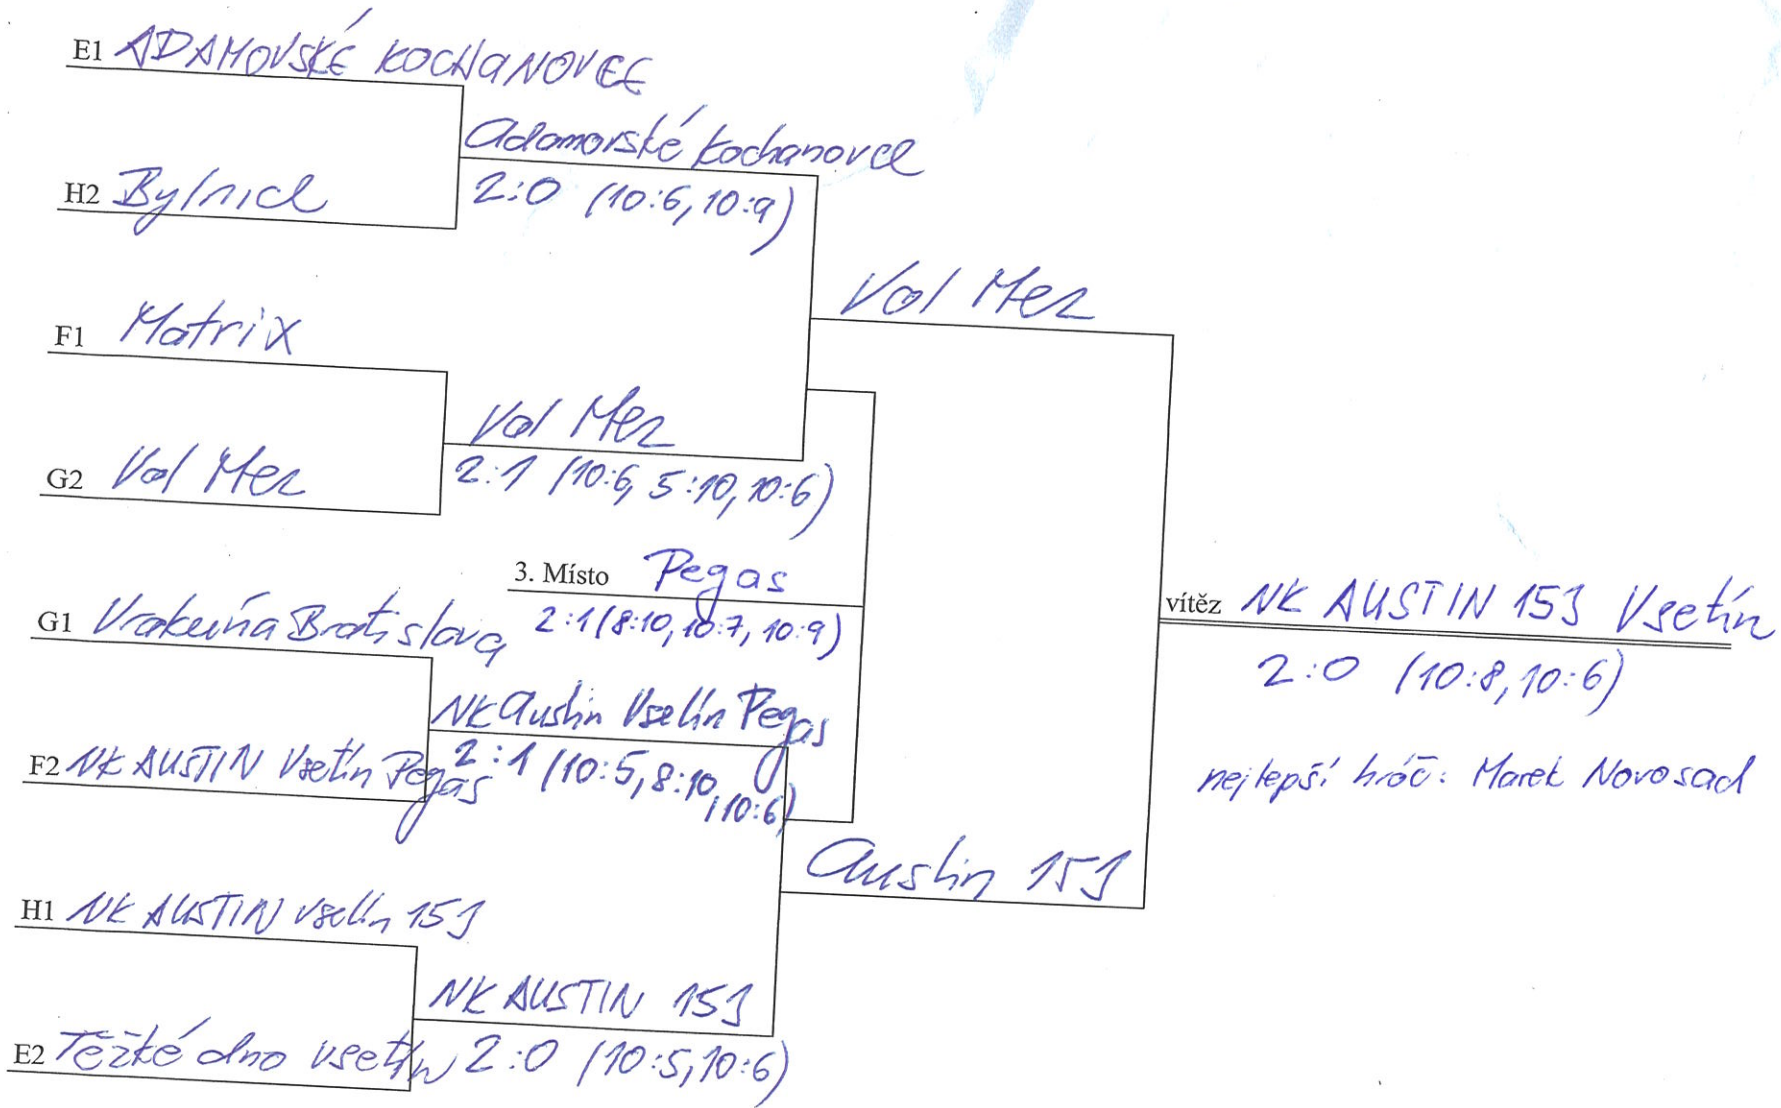 E1 ADAMOVSKÉ KOCHANOVCE
Adamovské Kochanovce
H2 Bylnice
2:0 (10:6, 10:9)
Val Mez
F1 Matrix
Val Mez
G2 Val Mez
2:1 (10:6, 5:10, 10:6)
3. Místo Pegas
2:1 (8:10, 10:7, 10:9)
vítěz NK AUSTIN 153 Vsetín
2:0 (10:8, 10:6)
nejlepší hráč: Marek Novosad
G1 Vrakuňa Bratislava
NK Austin Vsetín Pegas
F2 NK AUSTIN Vsetín Pegas
2:1 (10:5, 8:10, 10:6)
Austin 153
H1 NK AUSTIN Vsetín 153
NK AUSTIN 153
E2 Těžké dno Vsetín
2:0 (10:5, 10:6)